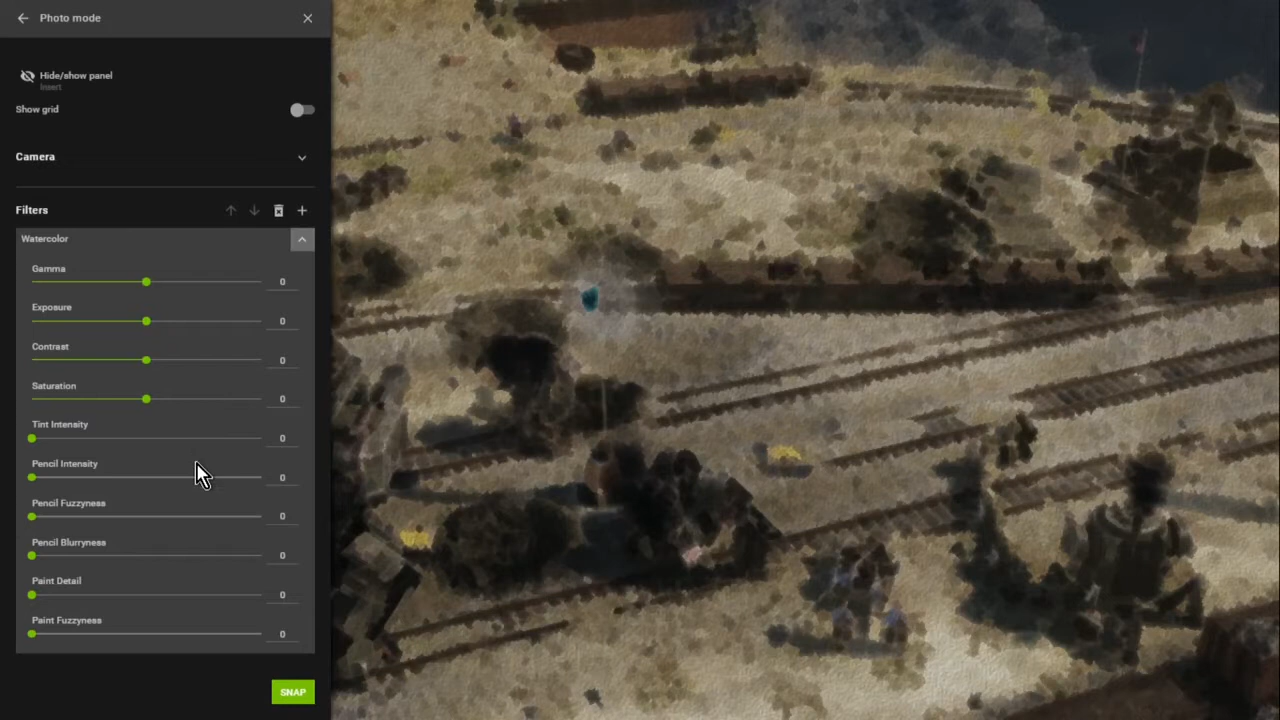 Photo mode
Hide/show panel
Insert
Show grid
Camera
Filters
Watercolor
Gamma
0
Exposure
0
Contrast
0
Saturation
0
Tint Intensity
0
Pencil Intensity
0
Pencil Fuzzyness
0
Pencil Blurryness
0
Paint Detail
0
Paint Fuzzyness
0
SNAP